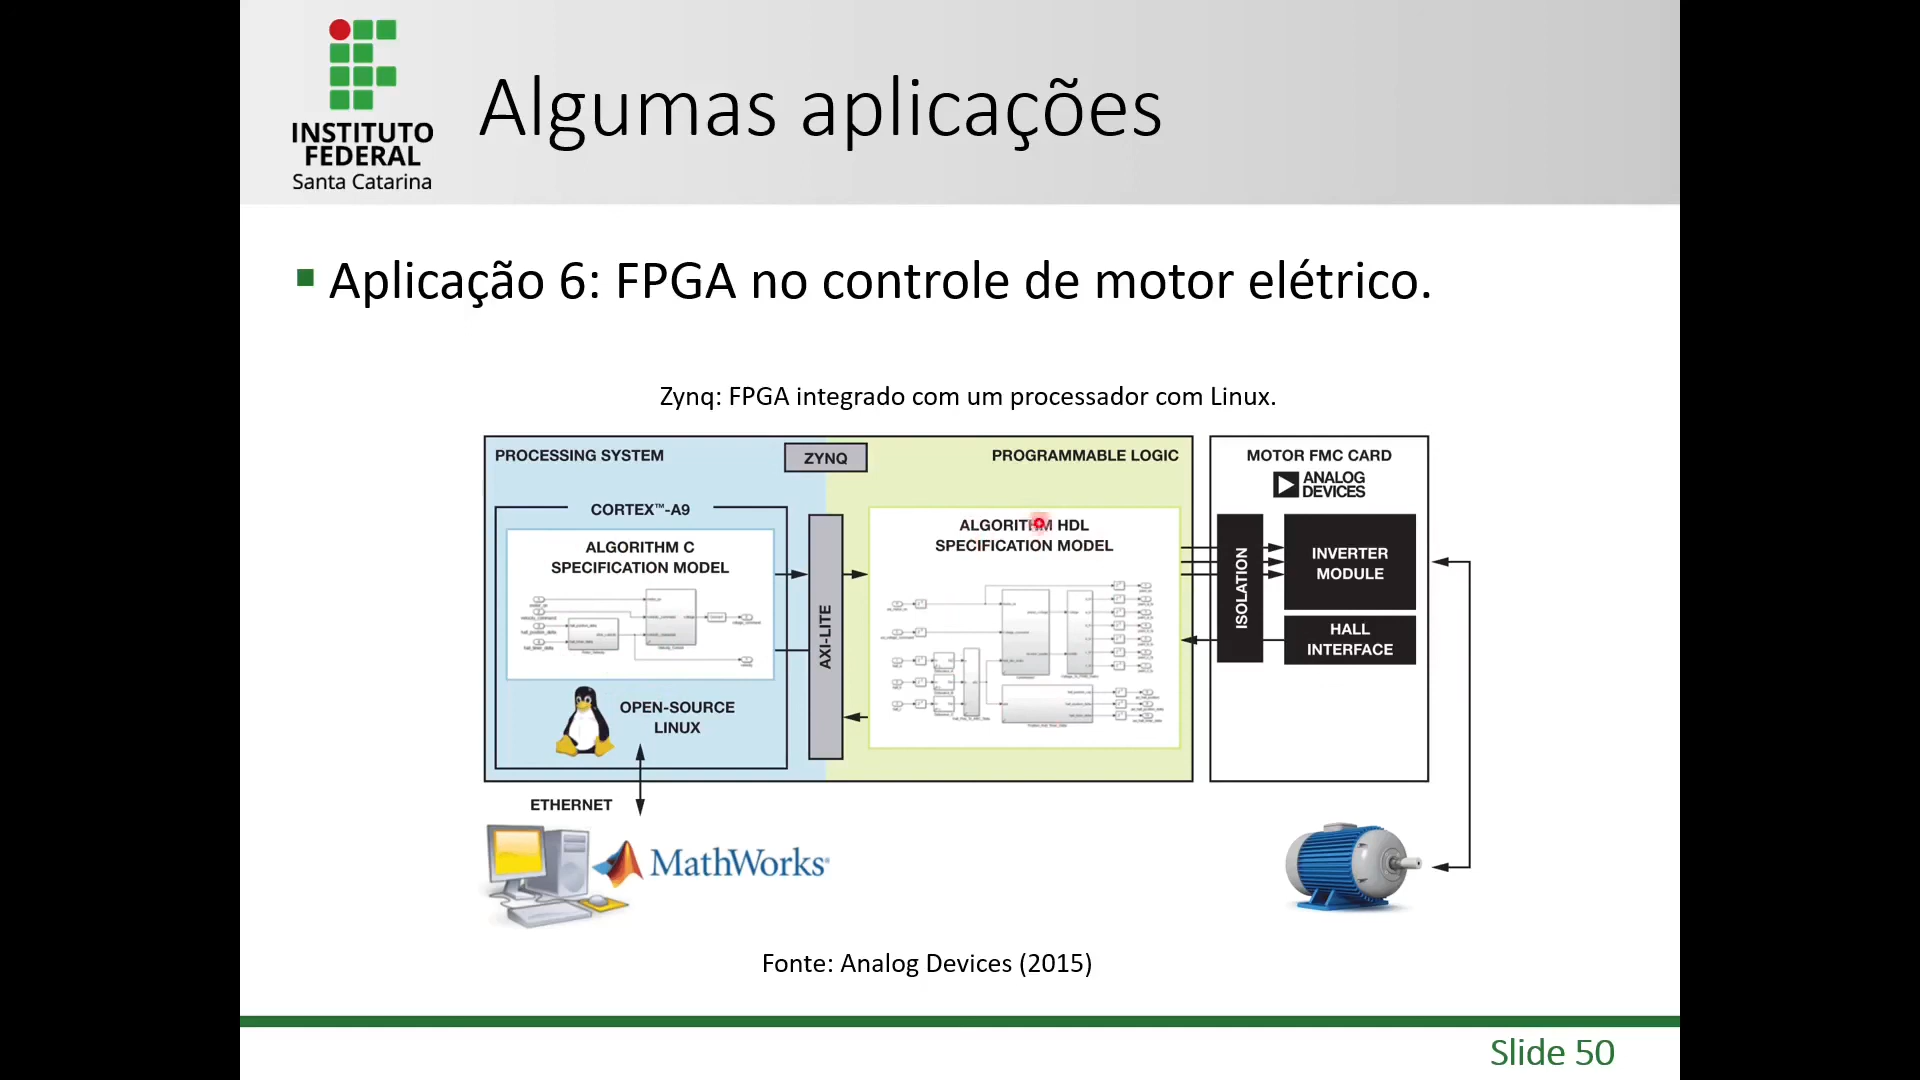 INSTITUTO
FEDERAL
Santa Catarina
Algumas aplicações
Aplicação 6: FPGA no controle de motor elétrico.
Zynq: FPGA integrado com um processador com Linux.
PROCESSING SYSTEM
ZYNQ
PROGRAMMABLE LOGIC
MOTOR FMC CARD
ANALOG
DEVICES
CORTEX™-A9
ALGORITHM C
SPECIFICATION MODEL
AXI-LITE
ALGORITHM HDL
SPECIFICATION MODEL
ISOLATION
INVERTER
MODULE
HALL
INTERFACE
OPEN-SOURCE
LINUX
ETHERNET
MathWorks®
Fonte: Analog Devices (2015)
Slide 50